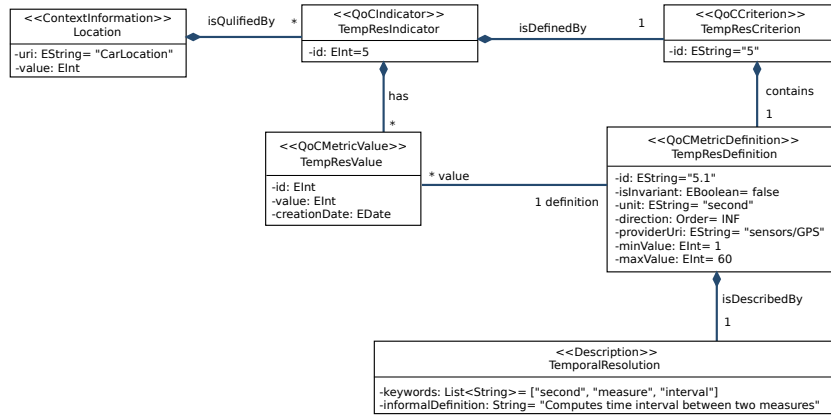 <<ContextInformation>>
Location
-uri: EString= "CarLocation"
-value: EInt
isQulifiedBy
*
<<QoCIndicator>>
TempResIndicator
-id: EInt=5
isDefinedBy
1
<<QoCCriterion>>
TempResCriterion
-id: EString="5"
has
*
contains
1
<<QoCMetricValue>>
TempResValue
-id: EInt
-value: EInt
-creationDate: EDate
* value
1 definition
<<QoCMetricDefinition>>
TempResDefinition
-id: EString="5.1"
-isInvariant: EBoolean= false
-unit: EString= "second"
-direction: Order= INF
-providerUri: EString= "sensors/GPS"
-minValue: EInt= 1
-maxValue: EInt= 60
isDescribedBy
1
<<Description>>
TemporalResolution
-keywords: List<String>= ["second", "measure", "interval"]
-informalDefinition: String= "Computes time interval between two measures"